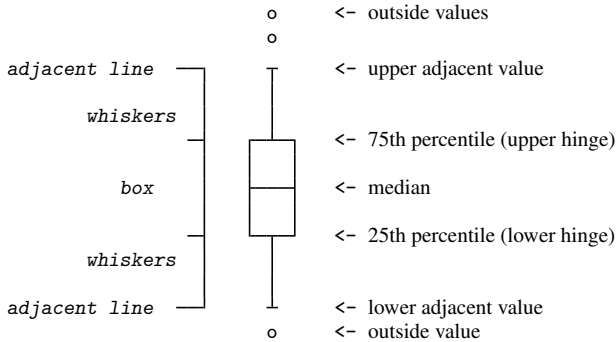 <- outside values
adjacent line <- upper adjacent value
whiskers
<- 75th percentile (upper hinge)
box <- median
<- 25th percentile (lower hinge)
whiskers
adjacent line <- lower adjacent value
<- outside value